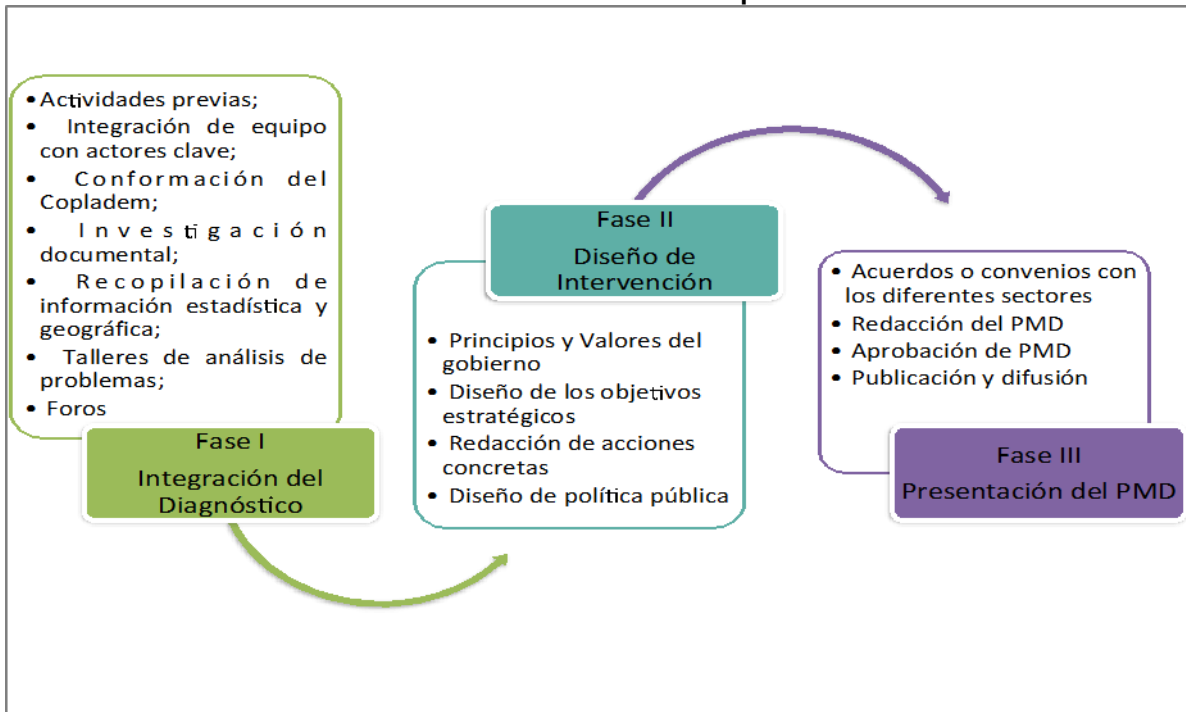 •Actividades previas;
• Integración de equipo
con actores clave;
• Conformación del
Copladem;
• Investigación
documental;
• Recopilación de
información estadística y
geográfica;
• Talleres de análisis de
problemas;
• Foros
Fase I
Integración del
Diagnóstico
Fase II
Diseño de
Intervención
• Principios y Valores del
gobierno
• Diseño de los objetivos
estratégicos
• Redacción de acciones
concretas
• Diseño de política pública
• Acuerdos o convenios con
los diferentes sectores
• Redacción del PMD
• Aprobación de PMD
• Publicación y difusión
Fase III
Presentación del PMD